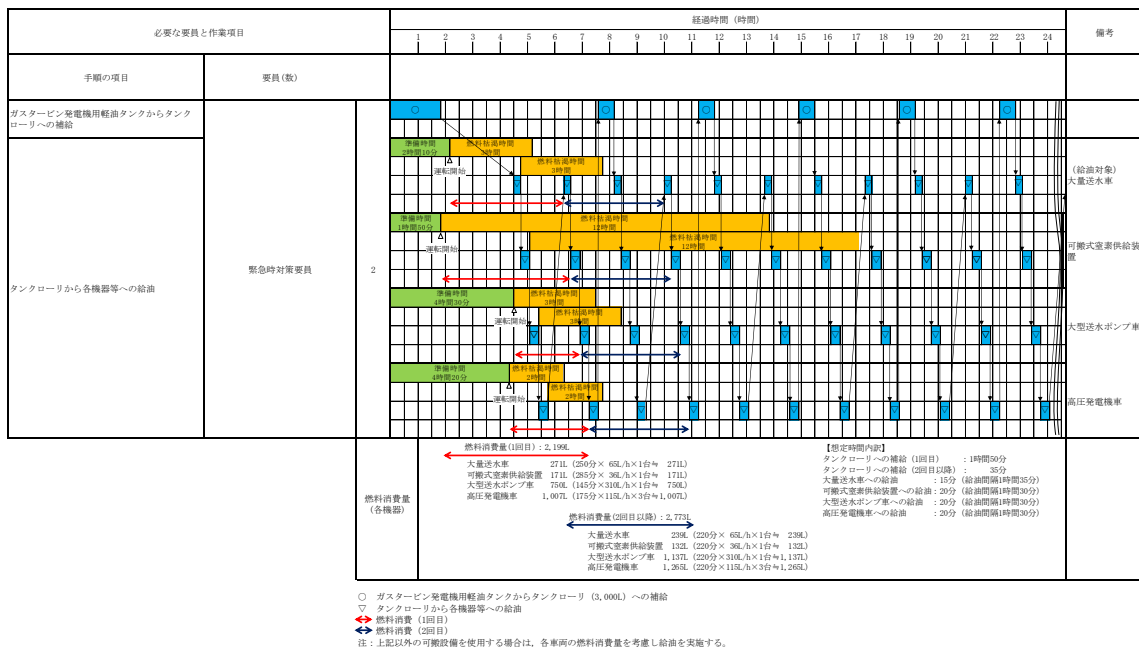 必要な要員と作業項目
経過時間（時間）
備考
1 2 3 4 5 6 7 8 9 10 11 12 13 14 15 16 17 18 19 20 21 22 23 24
手順の項目
要員(数)
ガスタービン発電機用軽油タンクからタンクローリへの補給
タンクローリから各機器等への給油
緊急時対策要員
2
準備時間
2時間10分
燃料枯渇時間
3時間
運転開始
燃料枯渇時間
3時間
（給油対象）
大量送水車
準備時間
1時間50分
燃料枯渇時間
12時間
運転開始
燃料枯渇時間
12時間
可搬式窒素供給装置
準備時間
4時間30分
燃料枯渇時間
3時間
運転開始
燃料枯渇時間
3時間
大型送水ポンプ車
準備時間
4時間20分
燃料枯渇時間
2時間
運転開始
燃料枯渇時間
2時間
高圧発電機車
燃料消費量
(各機器)
燃料消費量(1回目)：2,199L
大量送水車 271L (250分× 65L/h×1台≒ 271L)
可搬式窒素供給装置 171L (285分× 36L/h×1台≒ 171L)
大型送水ポンプ車 750L (145分×310L/h×1台≒ 750L)
高圧発電機車 1,007L (175分×115L/h×3台≒1,007L)
燃料消費量(2回目以降)：2,773L
大量送水車 239L (220分× 65L/h×1台≒ 239L)
可搬式窒素供給装置 132L (220分× 36L/h×1台≒ 132L)
大型送水ポンプ車 1,137L (220分×310L/h×1台≒1,137L)
高圧発電機車 1,265L (220分×115L/h×3台≒1,265L)
【想定時間内訳】
タンクローリへの補給（1回目） ：1時間50分
タンクローリへの補給（2回目以降）： 35分
大量送水車への給油 ：15分（給油間隔1時間35分）
可搬式窒素供給装置への給油 ：20分（給油間隔1時間30分）
大型送水ポンプ車への給油 ：20分（給油間隔1時間30分）
高圧発電機車への給油 ：20分（給油間隔1時間30分）
○ ガスタービン発電機用軽油タンクからタンクローリ（3,000L）への補給
▽ タンクローリから各機器等への給油
燃料消費（1回目）
燃料消費（2回目）
注：上記以外の可搬設備を使用する場合は，各車両の燃料消費量を考慮し給油を実施する。